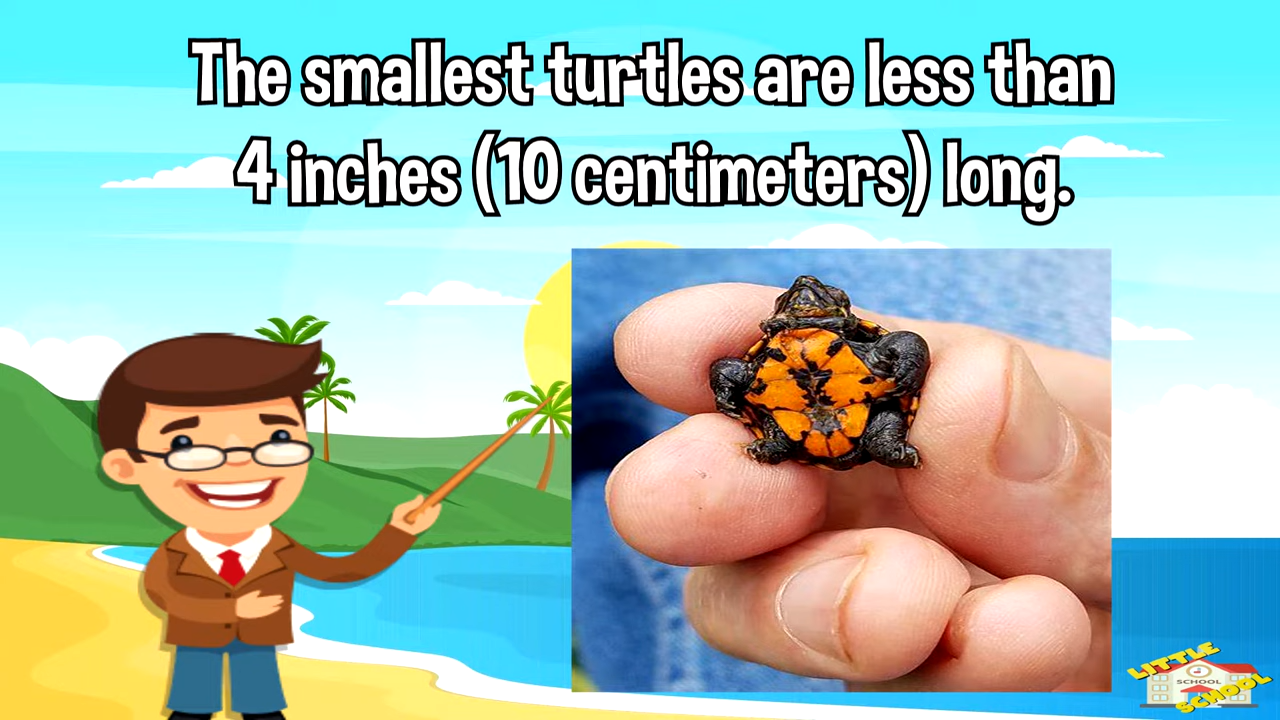 The smallest turtles are less than
4 inches (10 centimeters) long.
LITTLE
SCHOOL
SCHOOL